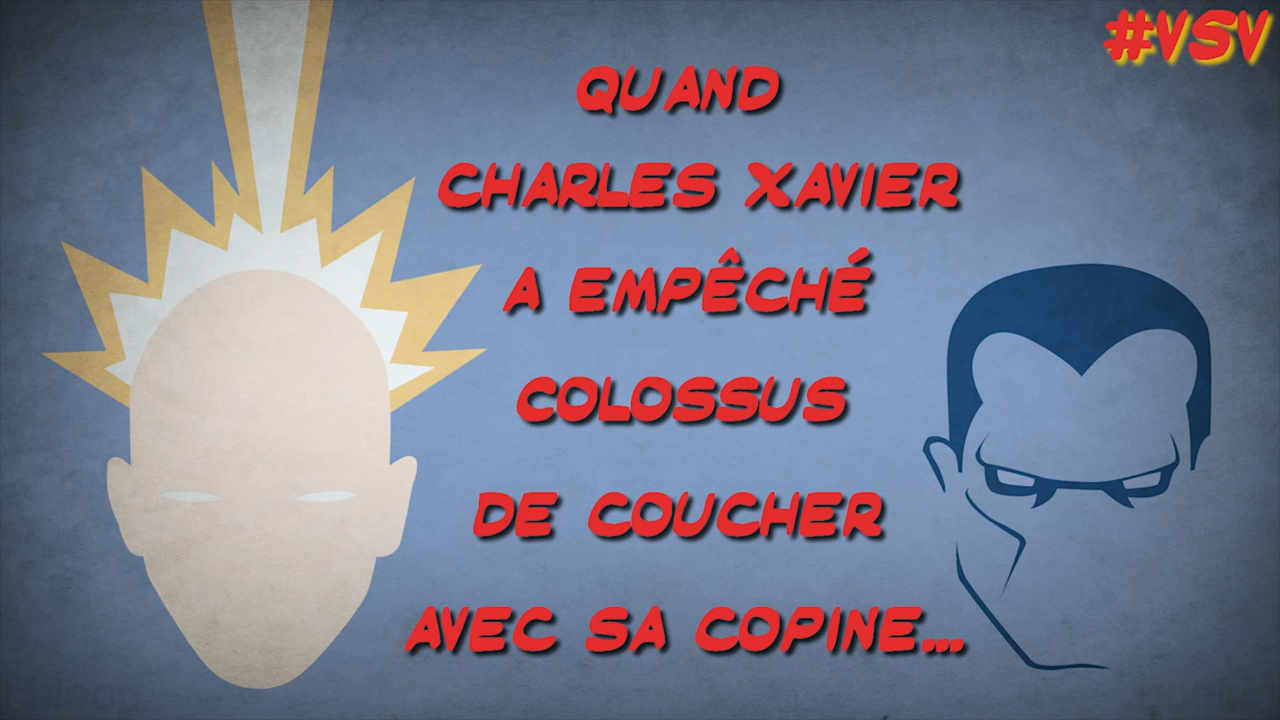 #VSV
QUAND
CHARLES XAVIER
A EMPÊCHÉ
COLOSSUS
DE COUCHER
AVEC SA COPINE...